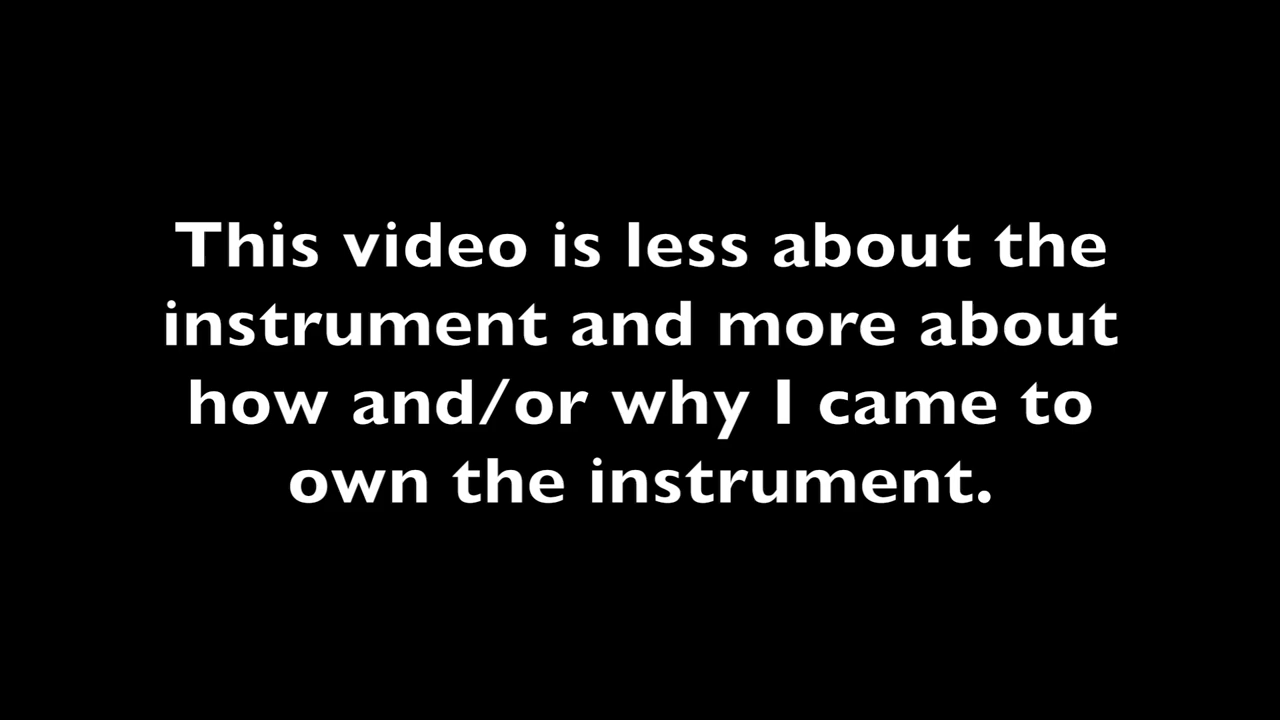 This video is less about the
instrument and more about
how and/or why I came to
own the instrument.